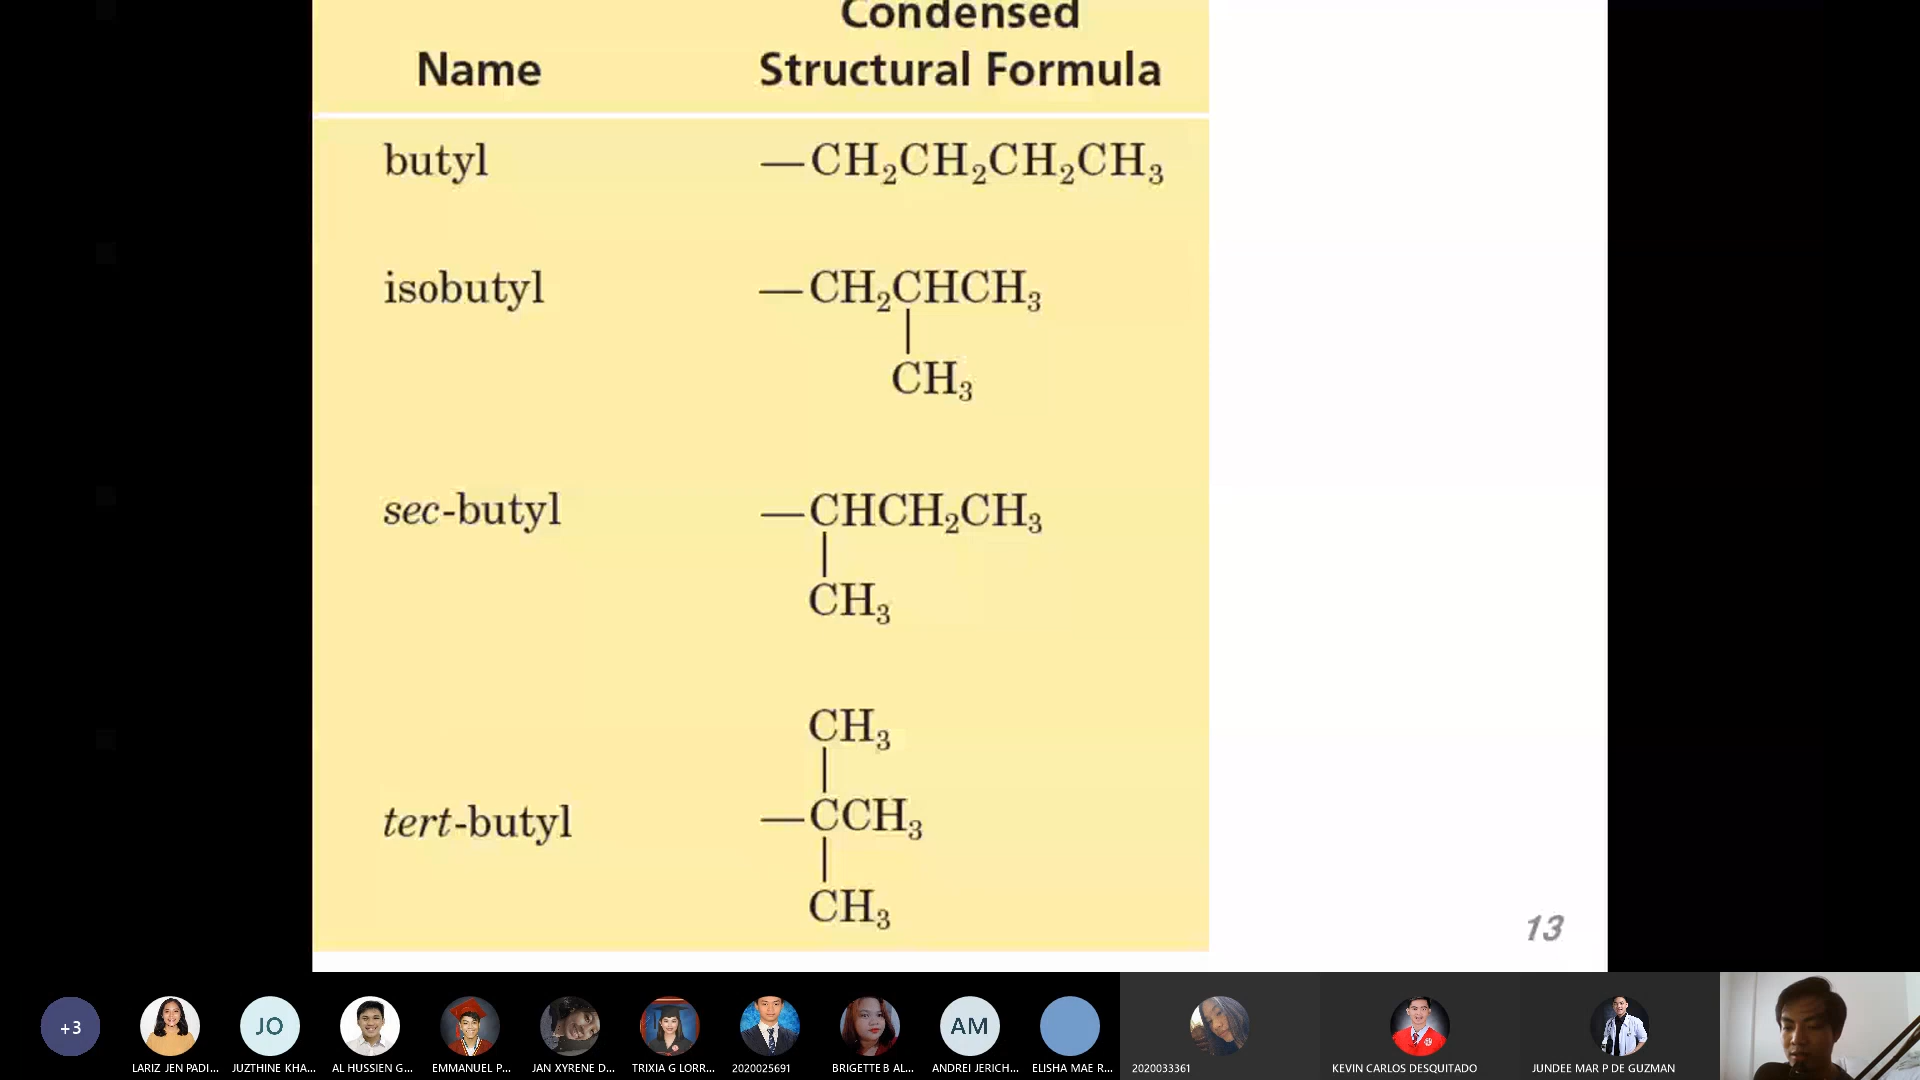 Condensed
Name Structural Formula
butyl —CH₂CH₂CH₂CH₃
isobutyl —CH₂CHCH₃
|
CH₃
sec-butyl —CHCH₂CH₃
|
CH₃
CH₃
|
tert-butyl —CCH₃
|
CH₃
13
+3
JO
AM
LARIZ JEN PADI...
JUZTHINE KHA...
AL HUSSIEN G...
EMMANUEL P...
JAN XYRENE D...
TRIXIA G LORR...
2020025691
BRIGETTE B AL...
ANDREI JERICH...
ELISHA MAE R...
2020033361
KEVIN CARLOS DESQUITADO
JUNDEE MAR P DE GUZMAN